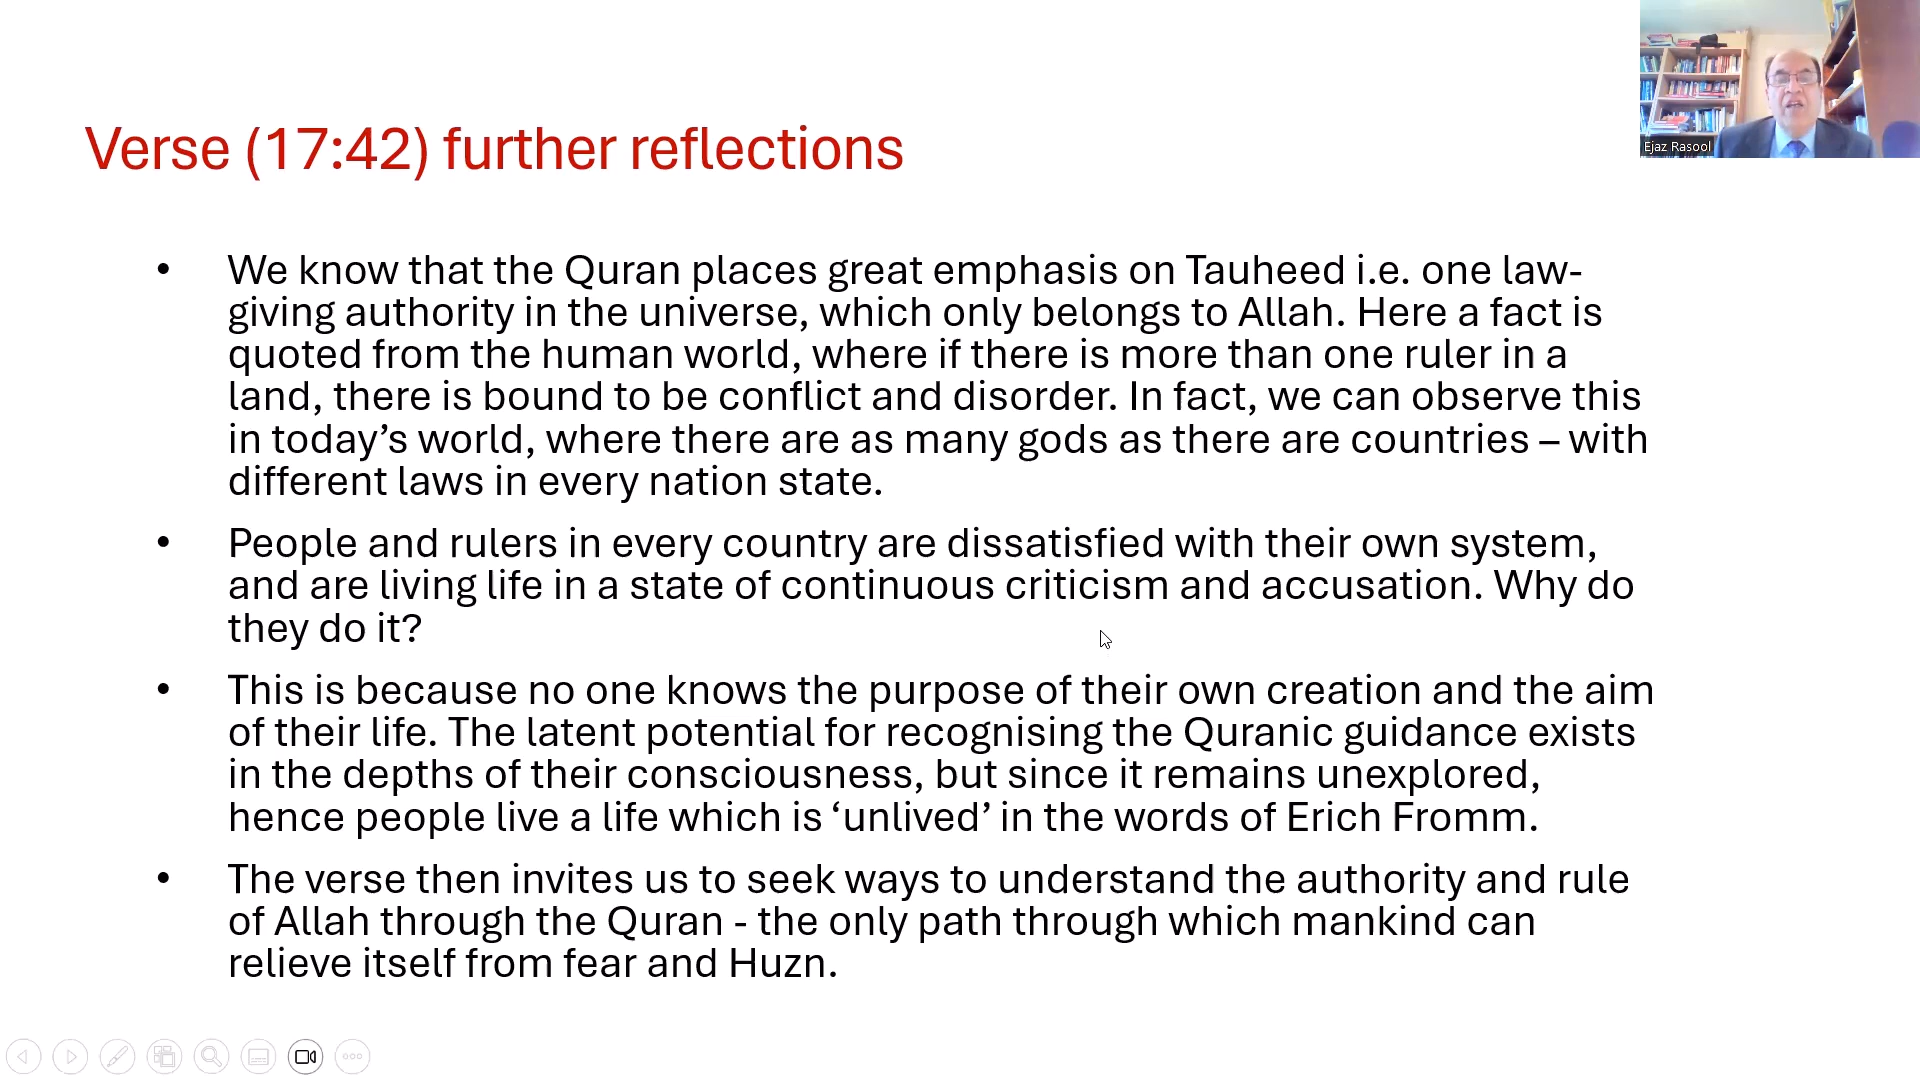 Verse (17:42) further reflections
Ejaz Rasool
• We know that the Quran places great emphasis on Tauheed i.e. one law-
giving authority in the universe, which only belongs to Allah. Here a fact is
quoted from the human world, where if there is more than one ruler in a
land, there is bound to be conflict and disorder. In fact, we can observe this
in today’s world, where there are as many gods as there are countries – with
different laws in every nation state.
• People and rulers in every country are dissatisfied with their own system,
and are living life in a state of continuous criticism and accusation. Why do
they do it?
• This is because no one knows the purpose of their own creation and the aim
of their life. The latent potential for recognising the Quranic guidance exists
in the depths of their consciousness, but since it remains unexplored,
hence people live a life which is ‘unlived’ in the words of Erich Fromm.
• The verse then invites us to seek ways to understand the authority and rule
of Allah through the Quran - the only path through which mankind can
relieve itself from fear and Huzn.